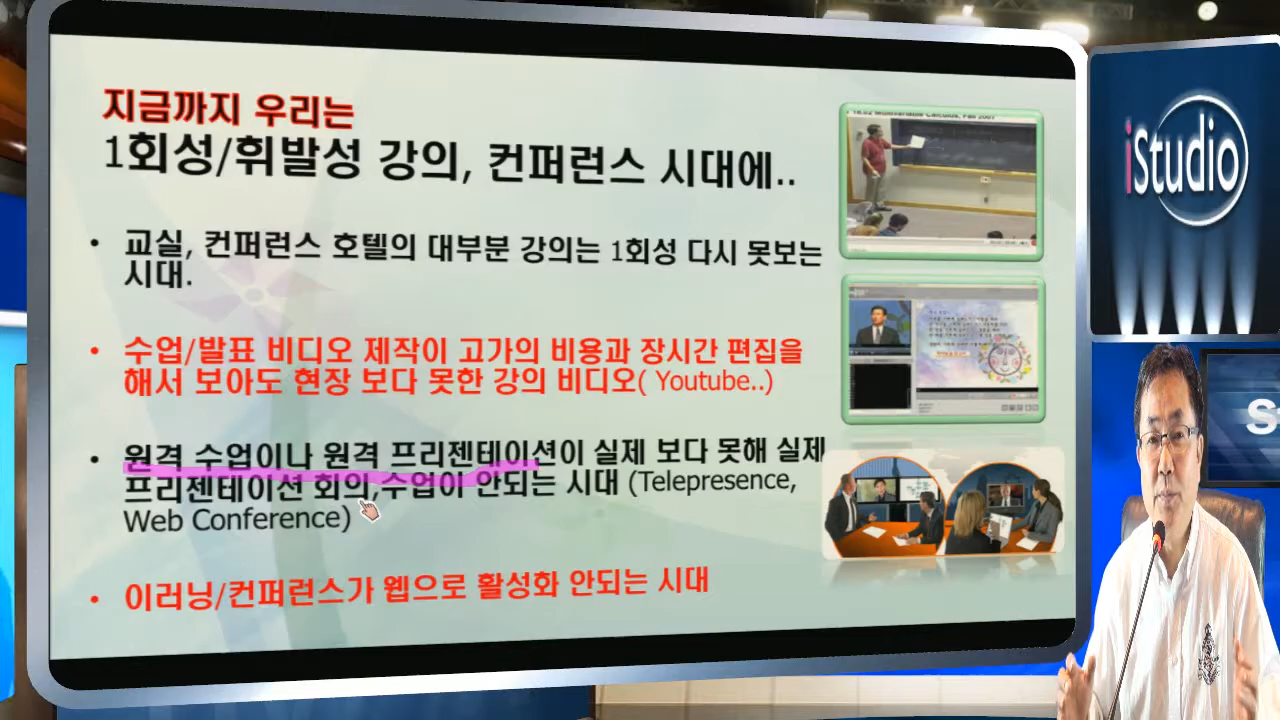 지금까지 우리는
1회성/휘발성 강의, 컨퍼런스 시대에..
• 교실, 컨퍼런스 호텔의 대부분 강의는 1회성 다시 못보는
시대.
• 수업/발표 비디오 제작이 고가의 비용과 장시간 편집을
해서 보아도 현장 보다 못한 강의 비디오( Youtube..)
• 원격 수업이나 원격 프리젠테이션이 실제 보다 못해 실제
프리젠테이션 회의,수업이 안되는 시대 (Telepresence,
Web Conference)
• 이러닝/컨퍼런스가 웹으로 활성화 안되는 시대
iStudio
S